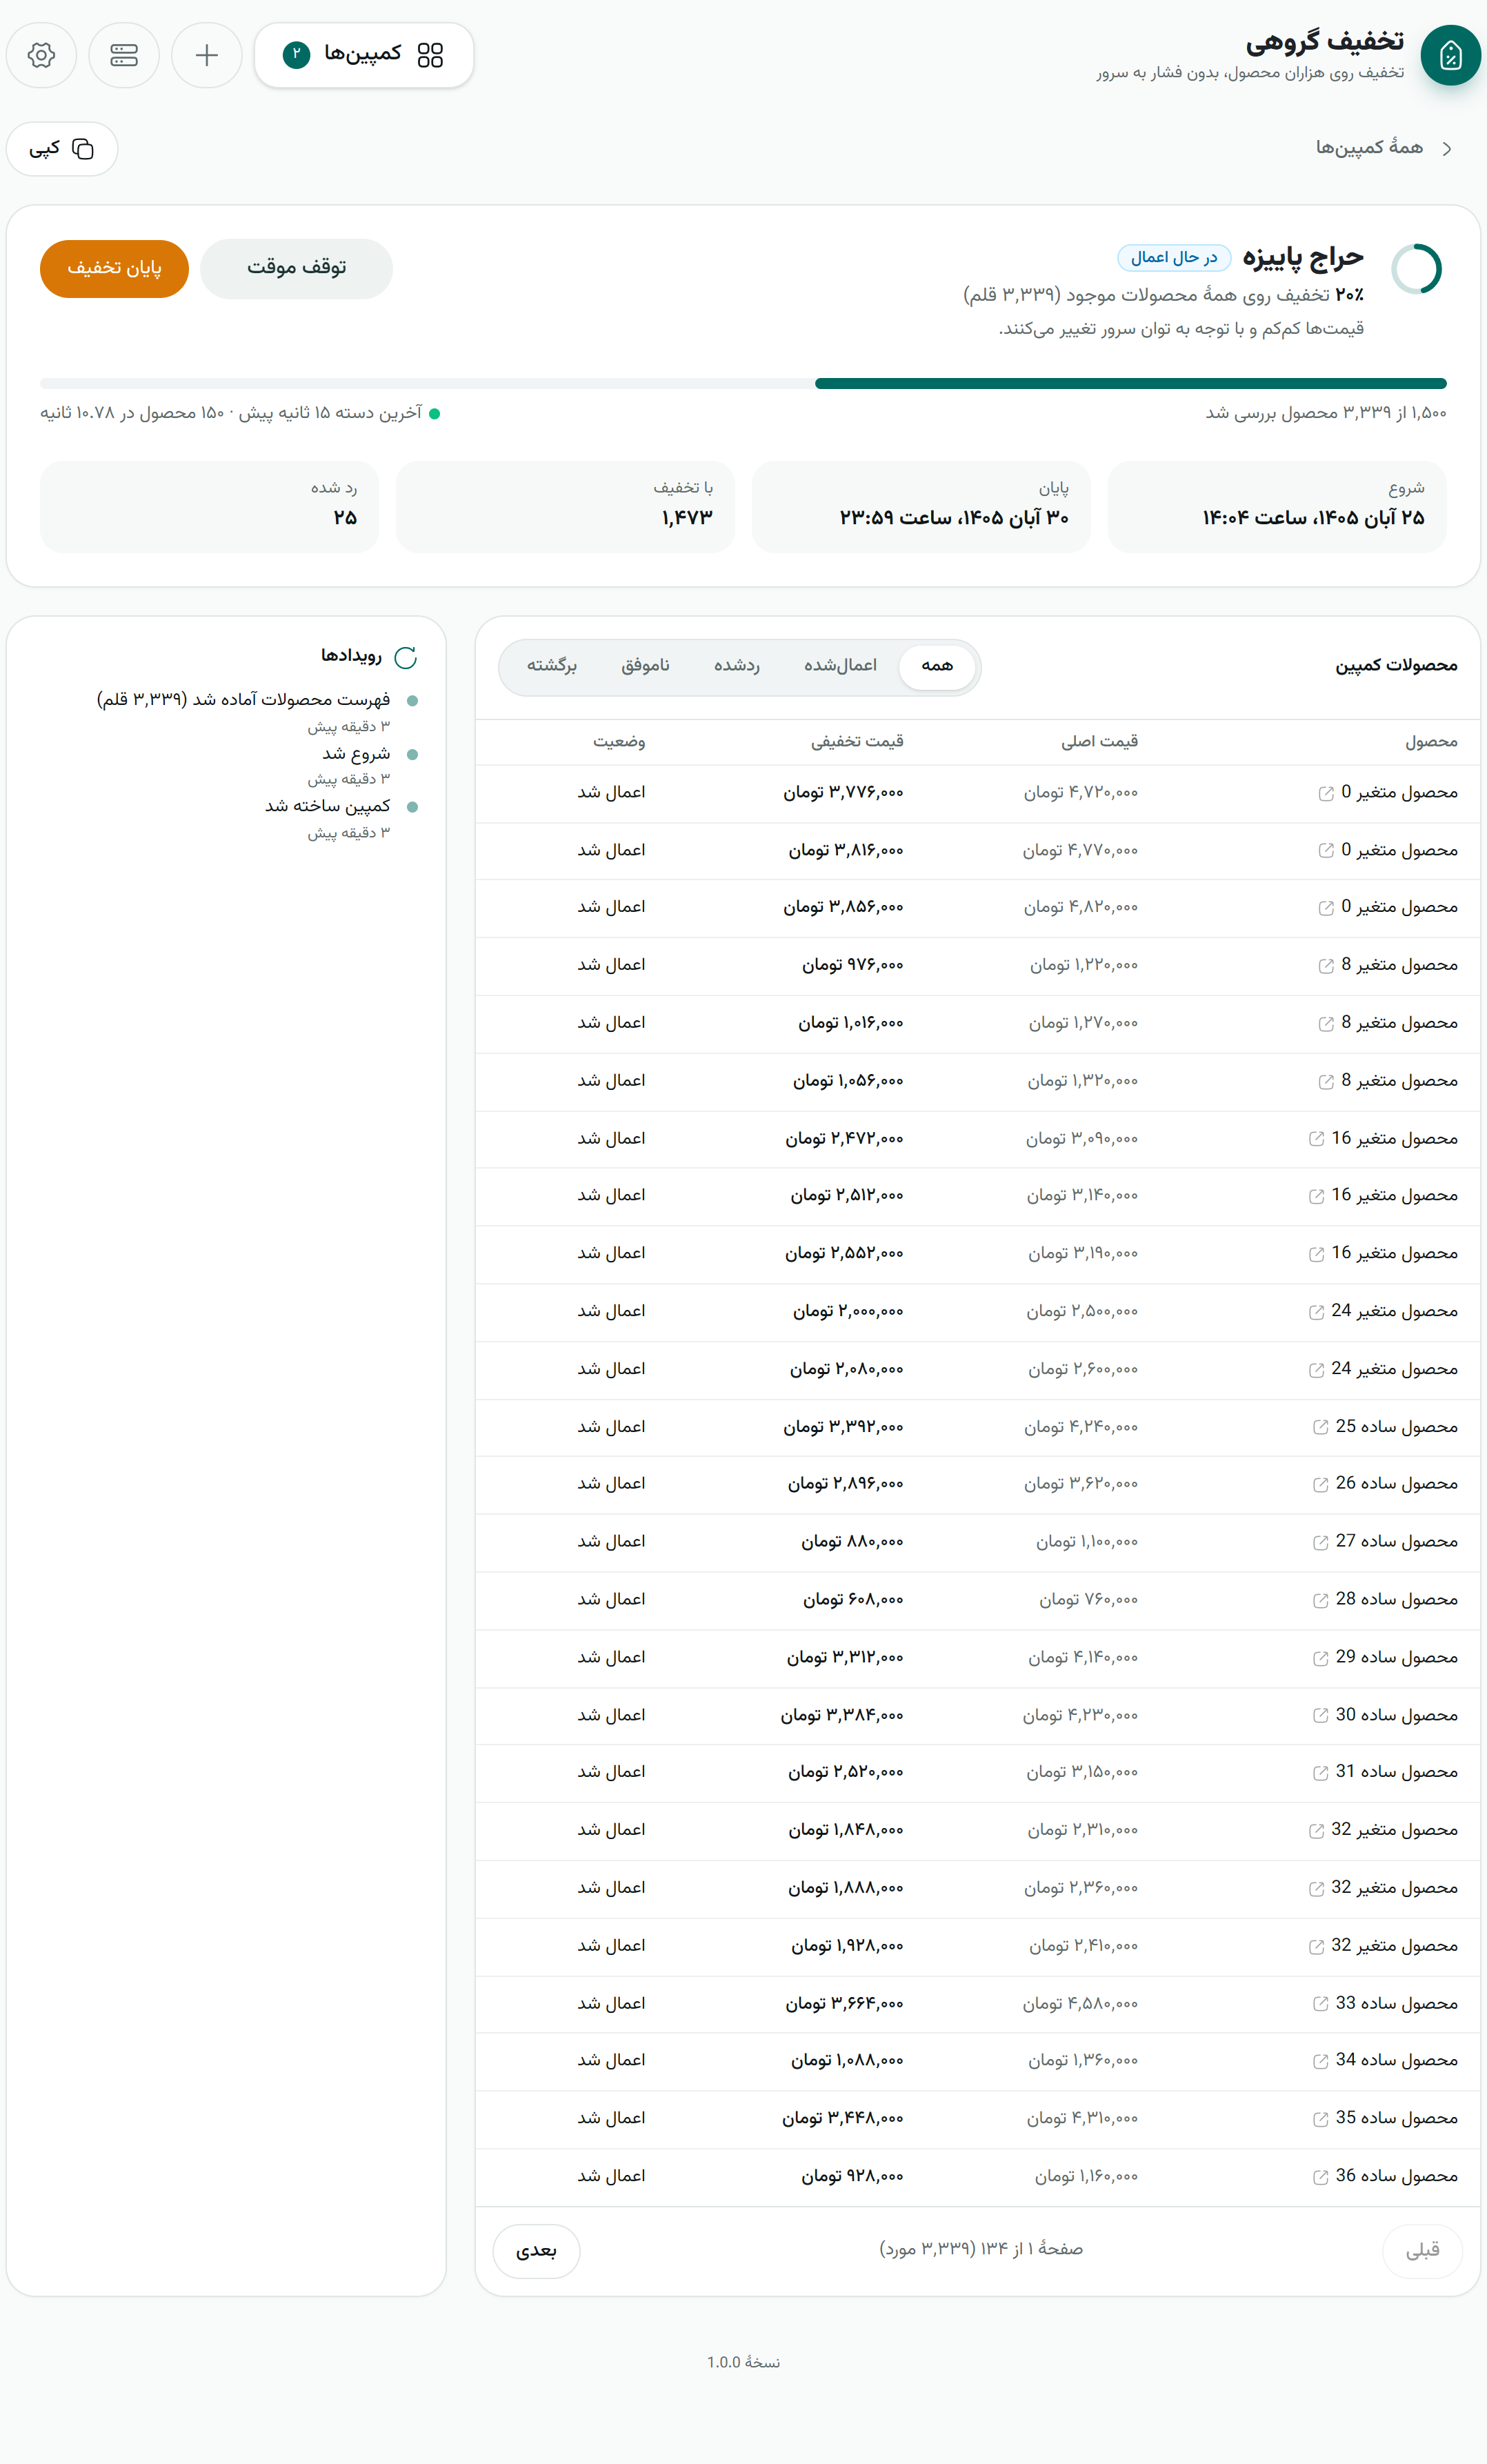 تخفیف گروهی
تخفیف روی هزاران محصول، بدون فشار به سرور
کمپین‌ها ۲
همهٔ کمپین‌ها
کپی
حراج پاییزه در حال اعمال
۲۰٪ تخفیف روی همهٔ محصولات موجود (۳,۳۳۹ قلم)
قیمت‌ها کم‌کم و با توجه به توان سرور تغییر می‌کنند.
توقف موقت
پایان تخفیف
۱,۵۰۰ از ۳,۳۳۹ محصول بررسی شد
آخرین دسته ۱۵ ثانیه پیش · ۱۵۰ محصول در ۱۰.۷۸ ثانیه
شروع
۲۵ آبان ۱۴۰۵، ساعت ۱۴:۰۴
پایان
۳۰ آبان ۱۴۰۵، ساعت ۲۳:۵۹
با تخفیف
۱,۴۷۳
رد شده
۲۵
محصولات کمپین
همه اعمال‌شده ردشده ناموفق برگشته
محصول قیمت اصلی قیمت تخفیفی وضعیت
محصول متغیر 0 ۴,۷۲۰,۰۰۰ تومان ۳,۷۷۶,۰۰۰ تومان اعمال شد
محصول متغیر 0 ۴,۷۷۰,۰۰۰ تومان ۳,۸۱۶,۰۰۰ تومان اعمال شد
محصول متغیر 0 ۴,۸۲۰,۰۰۰ تومان ۳,۸۵۶,۰۰۰ تومان اعمال شد
محصول متغیر 8 ۱,۲۲۰,۰۰۰ تومان ۹۷۶,۰۰۰ تومان اعمال شد
محصول متغیر 8 ۱,۲۷۰,۰۰۰ تومان ۱,۰۱۶,۰۰۰ تومان اعمال شد
محصول متغیر 8 ۱,۳۲۰,۰۰۰ تومان ۱,۰۵۶,۰۰۰ تومان اعمال شد
محصول متغیر 16 ۳,۰۹۰,۰۰۰ تومان ۲,۴۷۲,۰۰۰ تومان اعمال شد
محصول متغیر 16 ۳,۱۴۰,۰۰۰ تومان ۲,۵۱۲,۰۰۰ تومان اعمال شد
محصول متغیر 16 ۳,۱۹۰,۰۰۰ تومان ۲,۵۵۲,۰۰۰ تومان اعمال شد
محصول متغیر 24 ۲,۵۰۰,۰۰۰ تومان ۲,۰۰۰,۰۰۰ تومان اعمال شد
محصول متغیر 24 ۲,۶۰۰,۰۰۰ تومان ۲,۰۸۰,۰۰۰ تومان اعمال شد
محصول ساده 25 ۴,۲۴۰,۰۰۰ تومان ۳,۳۹۲,۰۰۰ تومان اعمال شد
محصول ساده 26 ۳,۶۲۰,۰۰۰ تومان ۲,۸۹۶,۰۰۰ تومان اعمال شد
محصول ساده 27 ۱,۱۰۰,۰۰۰ تومان ۸۸۰,۰۰۰ تومان اعمال شد
محصول ساده 28 ۷۶۰,۰۰۰ تومان ۶۰۸,۰۰۰ تومان اعمال شد
محصول ساده 29 ۴,۱۴۰,۰۰۰ تومان ۳,۳۱۲,۰۰۰ تومان اعمال شد
محصول ساده 30 ۴,۲۳۰,۰۰۰ تومان ۳,۳۸۴,۰۰۰ تومان اعمال شد
محصول ساده 31 ۳,۱۵۰,۰۰۰ تومان ۲,۵۲۰,۰۰۰ تومان اعمال شد
محصول متغیر 32 ۲,۳۱۰,۰۰۰ تومان ۱,۸۴۸,۰۰۰ تومان اعمال شد
محصول متغیر 32 ۲,۳۶۰,۰۰۰ تومان ۱,۸۸۸,۰۰۰ تومان اعمال شد
محصول متغیر 32 ۲,۴۱۰,۰۰۰ تومان ۱,۹۲۸,۰۰۰ تومان اعمال شد
محصول ساده 33 ۴,۵۸۰,۰۰۰ تومان ۳,۶۶۴,۰۰۰ تومان اعمال شد
محصول ساده 34 ۱,۳۶۰,۰۰۰ تومان ۱,۰۸۸,۰۰۰ تومان اعمال شد
محصول ساده 35 ۴,۳۱۰,۰۰۰ تومان ۳,۴۴۸,۰۰۰ تومان اعمال شد
محصول ساده 36 ۱,۱۶۰,۰۰۰ تومان ۹۲۸,۰۰۰ تومان اعمال شد
قبلی صفحهٔ ۱ از ۱۳۴ (۳,۳۳۹ مورد) بعدی
رویدادها
فهرست محصولات آماده شد (۳,۳۳۹ قلم)
۳ دقیقه پیش
شروع شد
۳ دقیقه پیش
کمپین ساخته شد
۳ دقیقه پیش
نسخهٔ 1.0.0